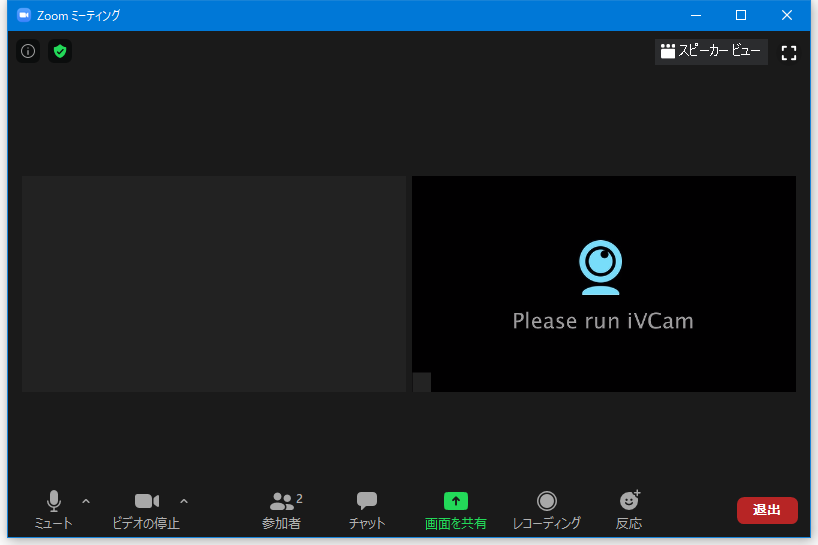 Zoom ミーティング
スピーカー ビュー
Please run iVCam
ミュート
ビデオの停止
2
参加者
チャット
画面を共有
レコーディング
反応
退出